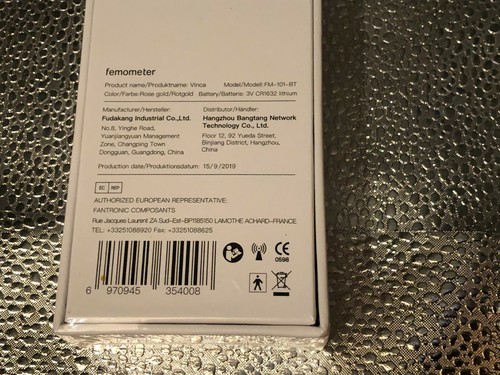 femometer
Product name/Produktname: Vinca Model/Modell: FM-101-BT
Color/Farbe: Rose gold/Rotgold Battery/Batterie: 3V CR1632 lithium
Manufacturer/Hersteller: Distributor/Händler:
Fudakang Industrial Co.,Ltd. Hangzhou Bangtang Network
No.8, Yinghe Road, Technology Co., Ltd.
Yuanjiangyuan Management Floor 12, 92 Yueda Street,
Zone, Changping Town Binjiang District, Hangzhou,
Dongguan, Guangdong, China China
Production date/Produktionsdatum: 15/9/2019
EC REP
AUTHORIZED EUROPEAN REPRESENTATIVE:
FANTRONIC COMPOSANTS
Rue Jacques Laurent ZA Sud-Est-BP185150 LAMOTHE ACHARD-FRANCE
TEL: +33251088920 Fax: +33251088625
CE
0598
6 970945 354008